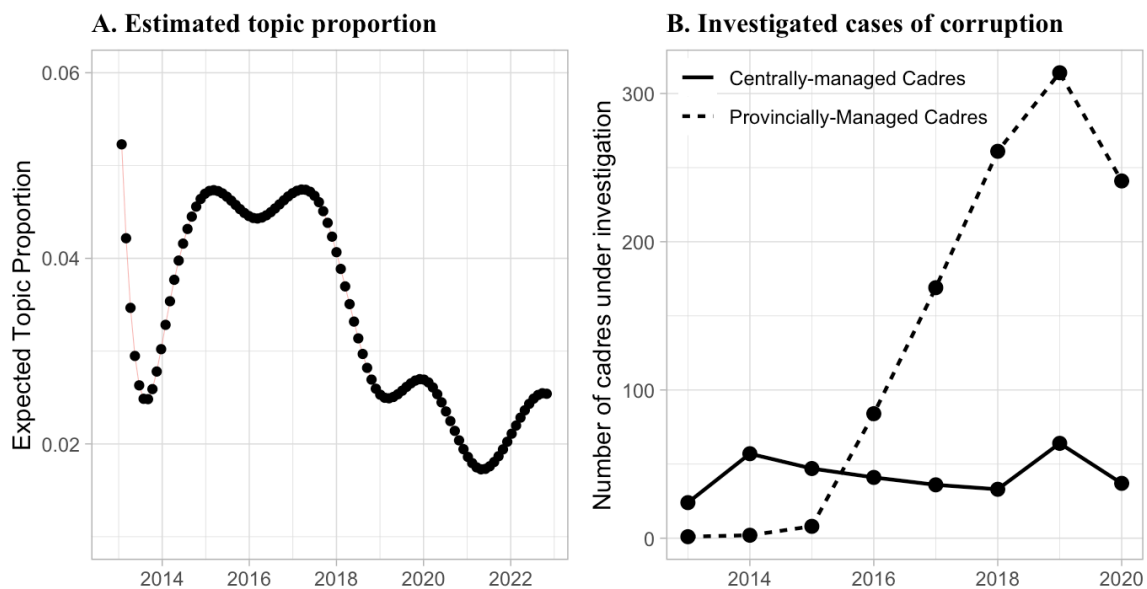 A. Estimated topic proportion
Expected Topic Proportion
0.06
0.04
0.02
2014 2016 2018 2020 2022
B. Investigated cases of corruption
Number of cadres under investigation
300
200
100
0
Centrally-managed Cadres
Provincially-Managed Cadres
2014 2016 2018 2020